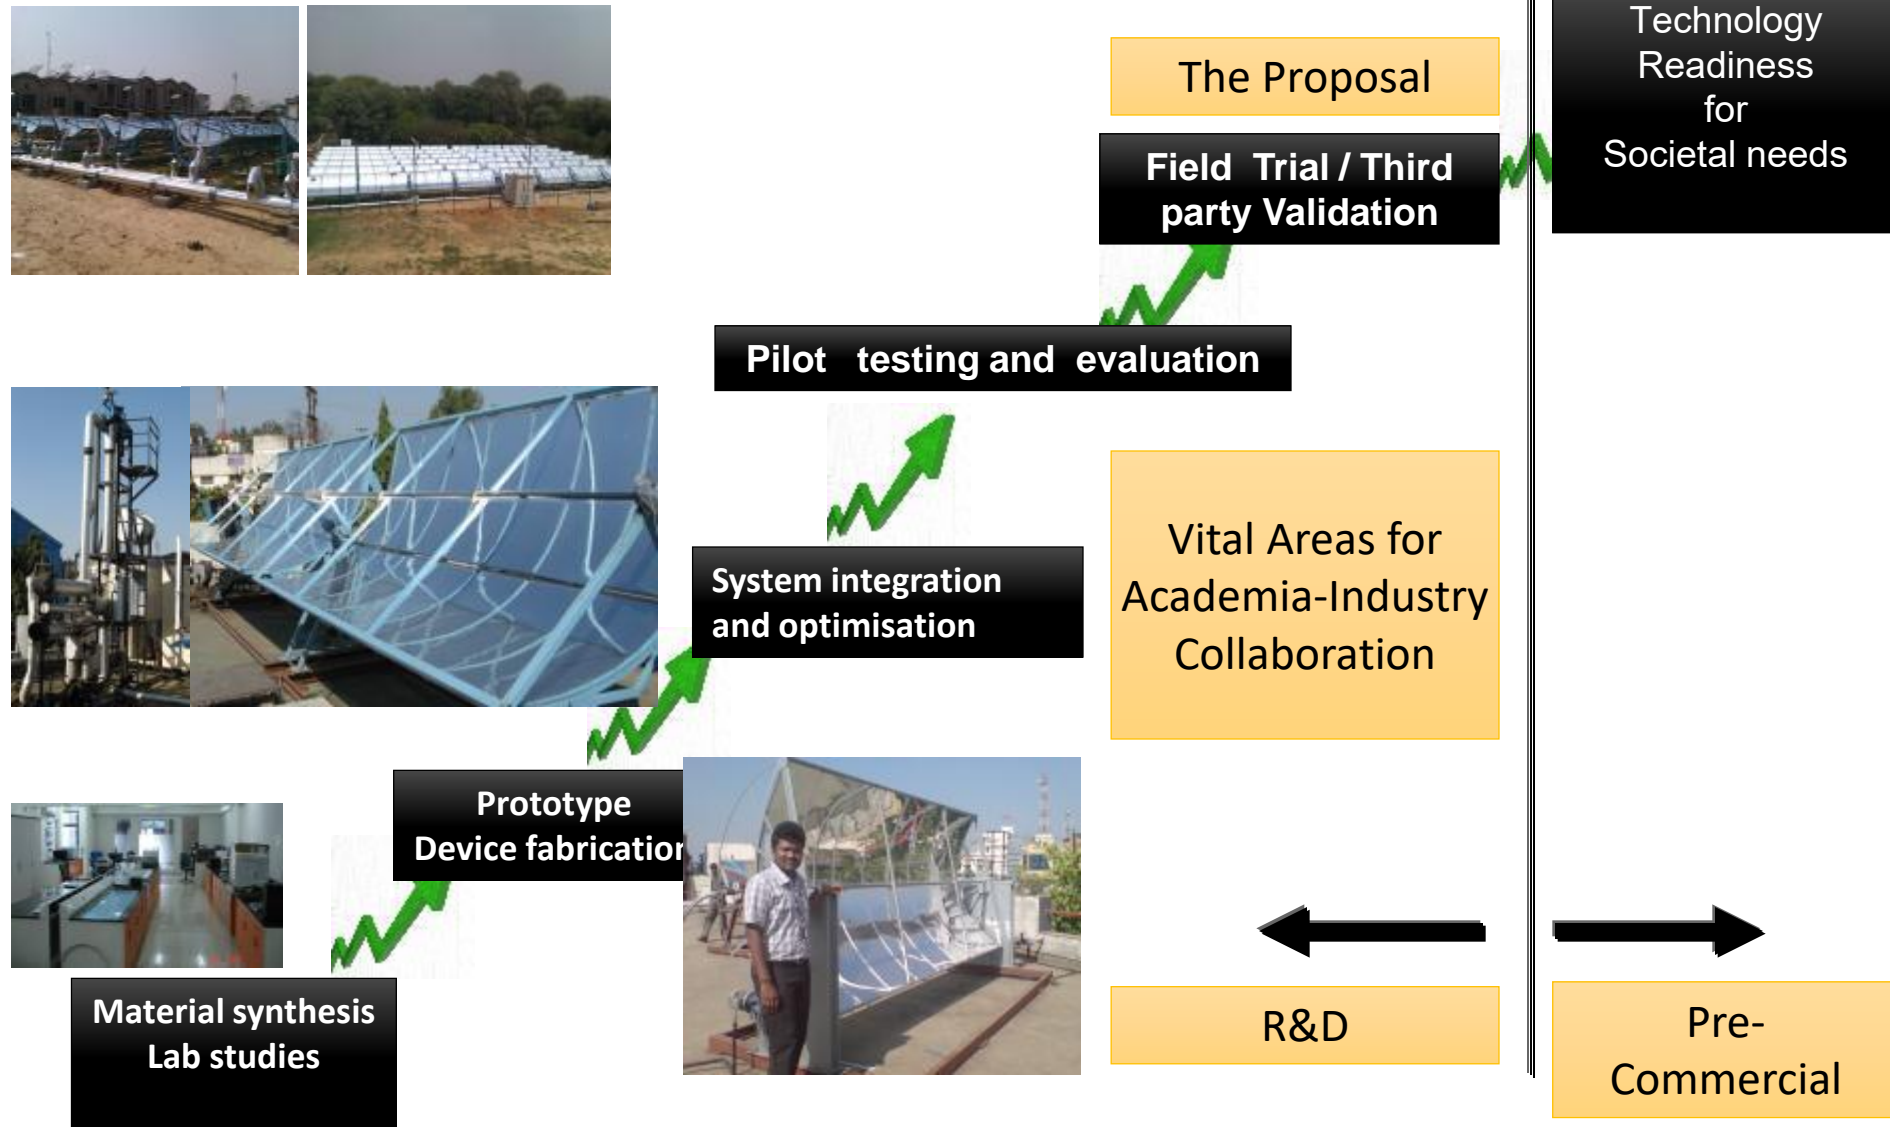 The Proposal
Technology
Readiness
for
Societal needs
Field Trial / Third
party Validation
Pilot testing and evaluation
System integration
and optimisation
Vital Areas for
Academia-Industry
Collaboration
Prototype
Device fabrication
Material synthesis
Lab studies
R&D
Pre-
Commercial